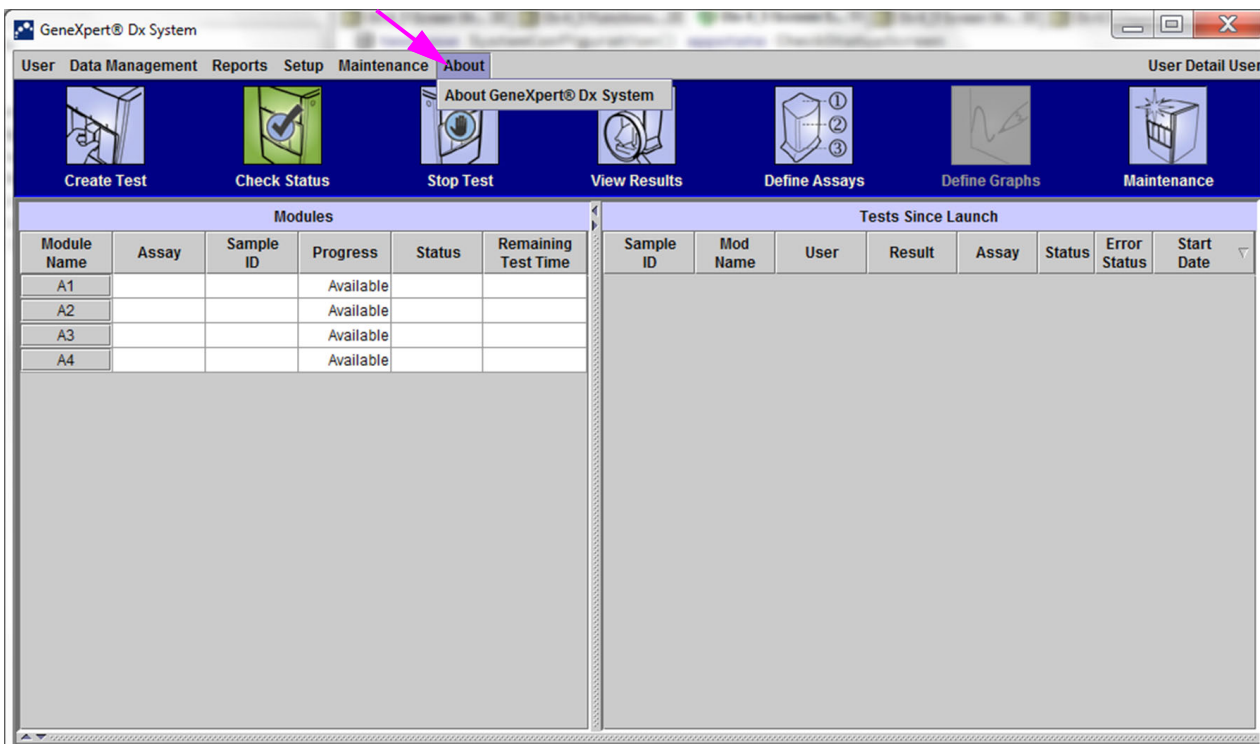 GeneXpert® Dx System
User Data Management Reports Setup Maintenance About User Detail User
About GeneXpert® Dx System
① ② ③
Create Test Check Status Stop Test View Results Define Assays Define Graphs Maintenance
Modules
Module Name Assay Sample ID Progress Status Remaining Test Time
A1 Available
A2 Available
A3 Available
A4 Available
Tests Since Launch
Sample ID Mod Name User Result Assay Status Error Status Start Date